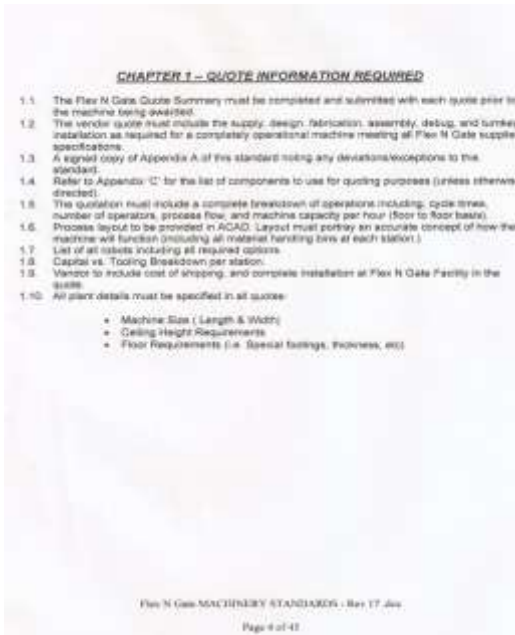 CHAPTER 1 – QUOTE INFORMATION REQUIRED
1.1. The Flex N Gate Quote Summary must be completed and submitted with each quote prior to
the machine being awarded.
1.2. The vendor quote must include the supply, design, fabrication, assembly, debug, and turnkey
installation as required for a completely operational machine meeting all Flex N Gate supplied
specifications.
1.3. A signed copy of Appendix A of this standard noting any deviations/exceptions to this
standard.
1.4. Refer to Appendix 'C' for the list of components to use for quoting purposes (unless otherwise
directed).
1.5. The quotation must include a complete breakdown of operations including, cycle times,
number of operators, process flow, and machine capacity per hour (floor to floor basis).
1.6. Process layout to be provided in ACAD. Layout must portray an accurate concept of how the
machine will function (including all material handling bins at each station.)
1.7. List of all robots including all required options.
1.8. Capital vs. Tooling Breakdown per station.
1.9. Vendor to include cost of shipping, and complete installation at Flex N Gate Facility in the
quote.
1.10. All plant details must be specified in all quotes:
• Machine Size ( Length & Width)
• Ceiling Height Requirements
• Floor Requirements (i.e. Special footings, thickness, etc)
Flex N Gate MACHINERY STANDARDS - Rev 17 .doc
Page 4 of 45